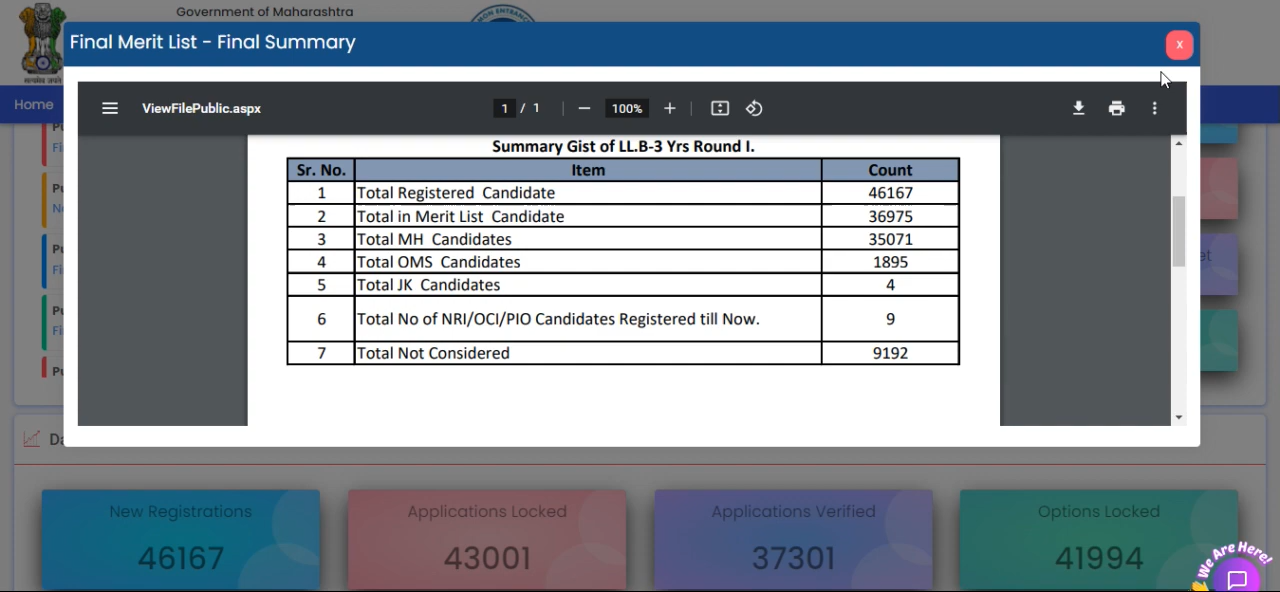 Government of Maharashtra
MON ENTRANC
Final Merit List - Final Summary
x
Home
ViewFilePublic.aspx
1 / 1
100%
Summary Gist of LL.B-3 Yrs Round I.
Sr. No. Item Count
1 Total Registered Candidate 46167
2 Total in Merit List Candidate 36975
3 Total MH Candidates 35071
4 Total OMS Candidates 1895
5 Total JK Candidates 4
6 Total No of NRI/OCI/PIO Candidates Registered till Now. 9
7 Total Not Considered 9192
New Registrations Applications Locked Applications Verified Options Locked
46167 43001 37301 41994
We Are Here!